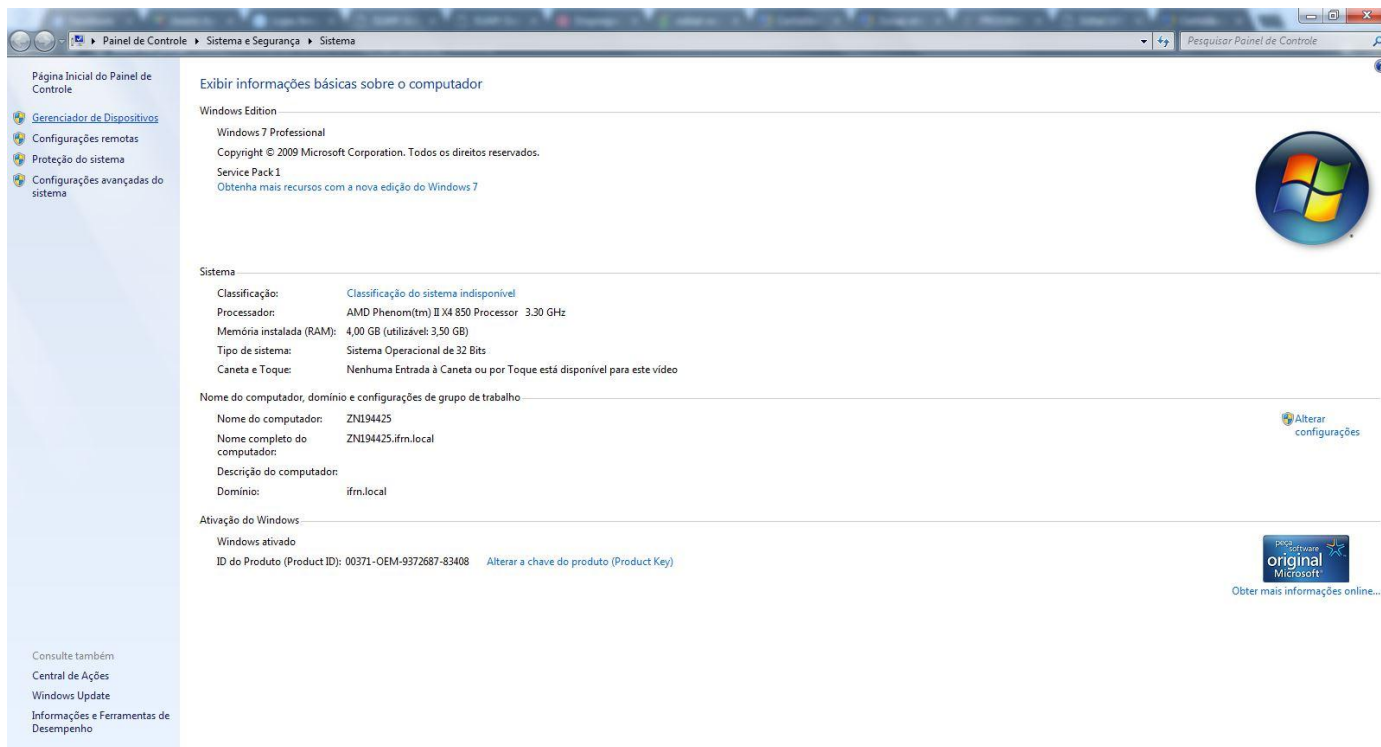 Painel de Controle ▸ Sistema e Segurança ▸ Sistema
Pesquisar Painel de Controle
Página Inicial do Painel de
Controle
Gerenciador de Dispositivos
Configurações remotas
Proteção do sistema
Configurações avançadas do
sistema
Exibir informações básicas sobre o computador
Windows Edition
Windows 7 Professional
Copyright © 2009 Microsoft Corporation. Todos os direitos reservados.
Service Pack 1
Obtenha mais recursos com a nova edição do Windows 7
Sistema
Classificação: Classificação do sistema indisponível
Processador: AMD Phenom(tm) II X4 850 Processor 3.30 GHz
Memória instalada (RAM): 4,00 GB (utilizável: 3,50 GB)
Tipo de sistema: Sistema Operacional de 32 Bits
Caneta e Toque: Nenhuma Entrada à Caneta ou por Toque está disponível para este vídeo
Nome do computador, domínio e configurações de grupo de trabalho
Nome do computador: ZN194425
Nome completo do
computador: ZN194425.ifrn.local
Descrição do computador:
Domínio: ifrn.local
Alterar
configurações
Ativação do Windows
Windows ativado
ID do Produto (Product ID): 00371-OEM-9372687-83408 Alterar a chave do produto (Product Key)
peça
software
original
Microsoft
Obter mais informações online...
Consulte também
Central de Ações
Windows Update
Informações e Ferramentas de
Desempenho